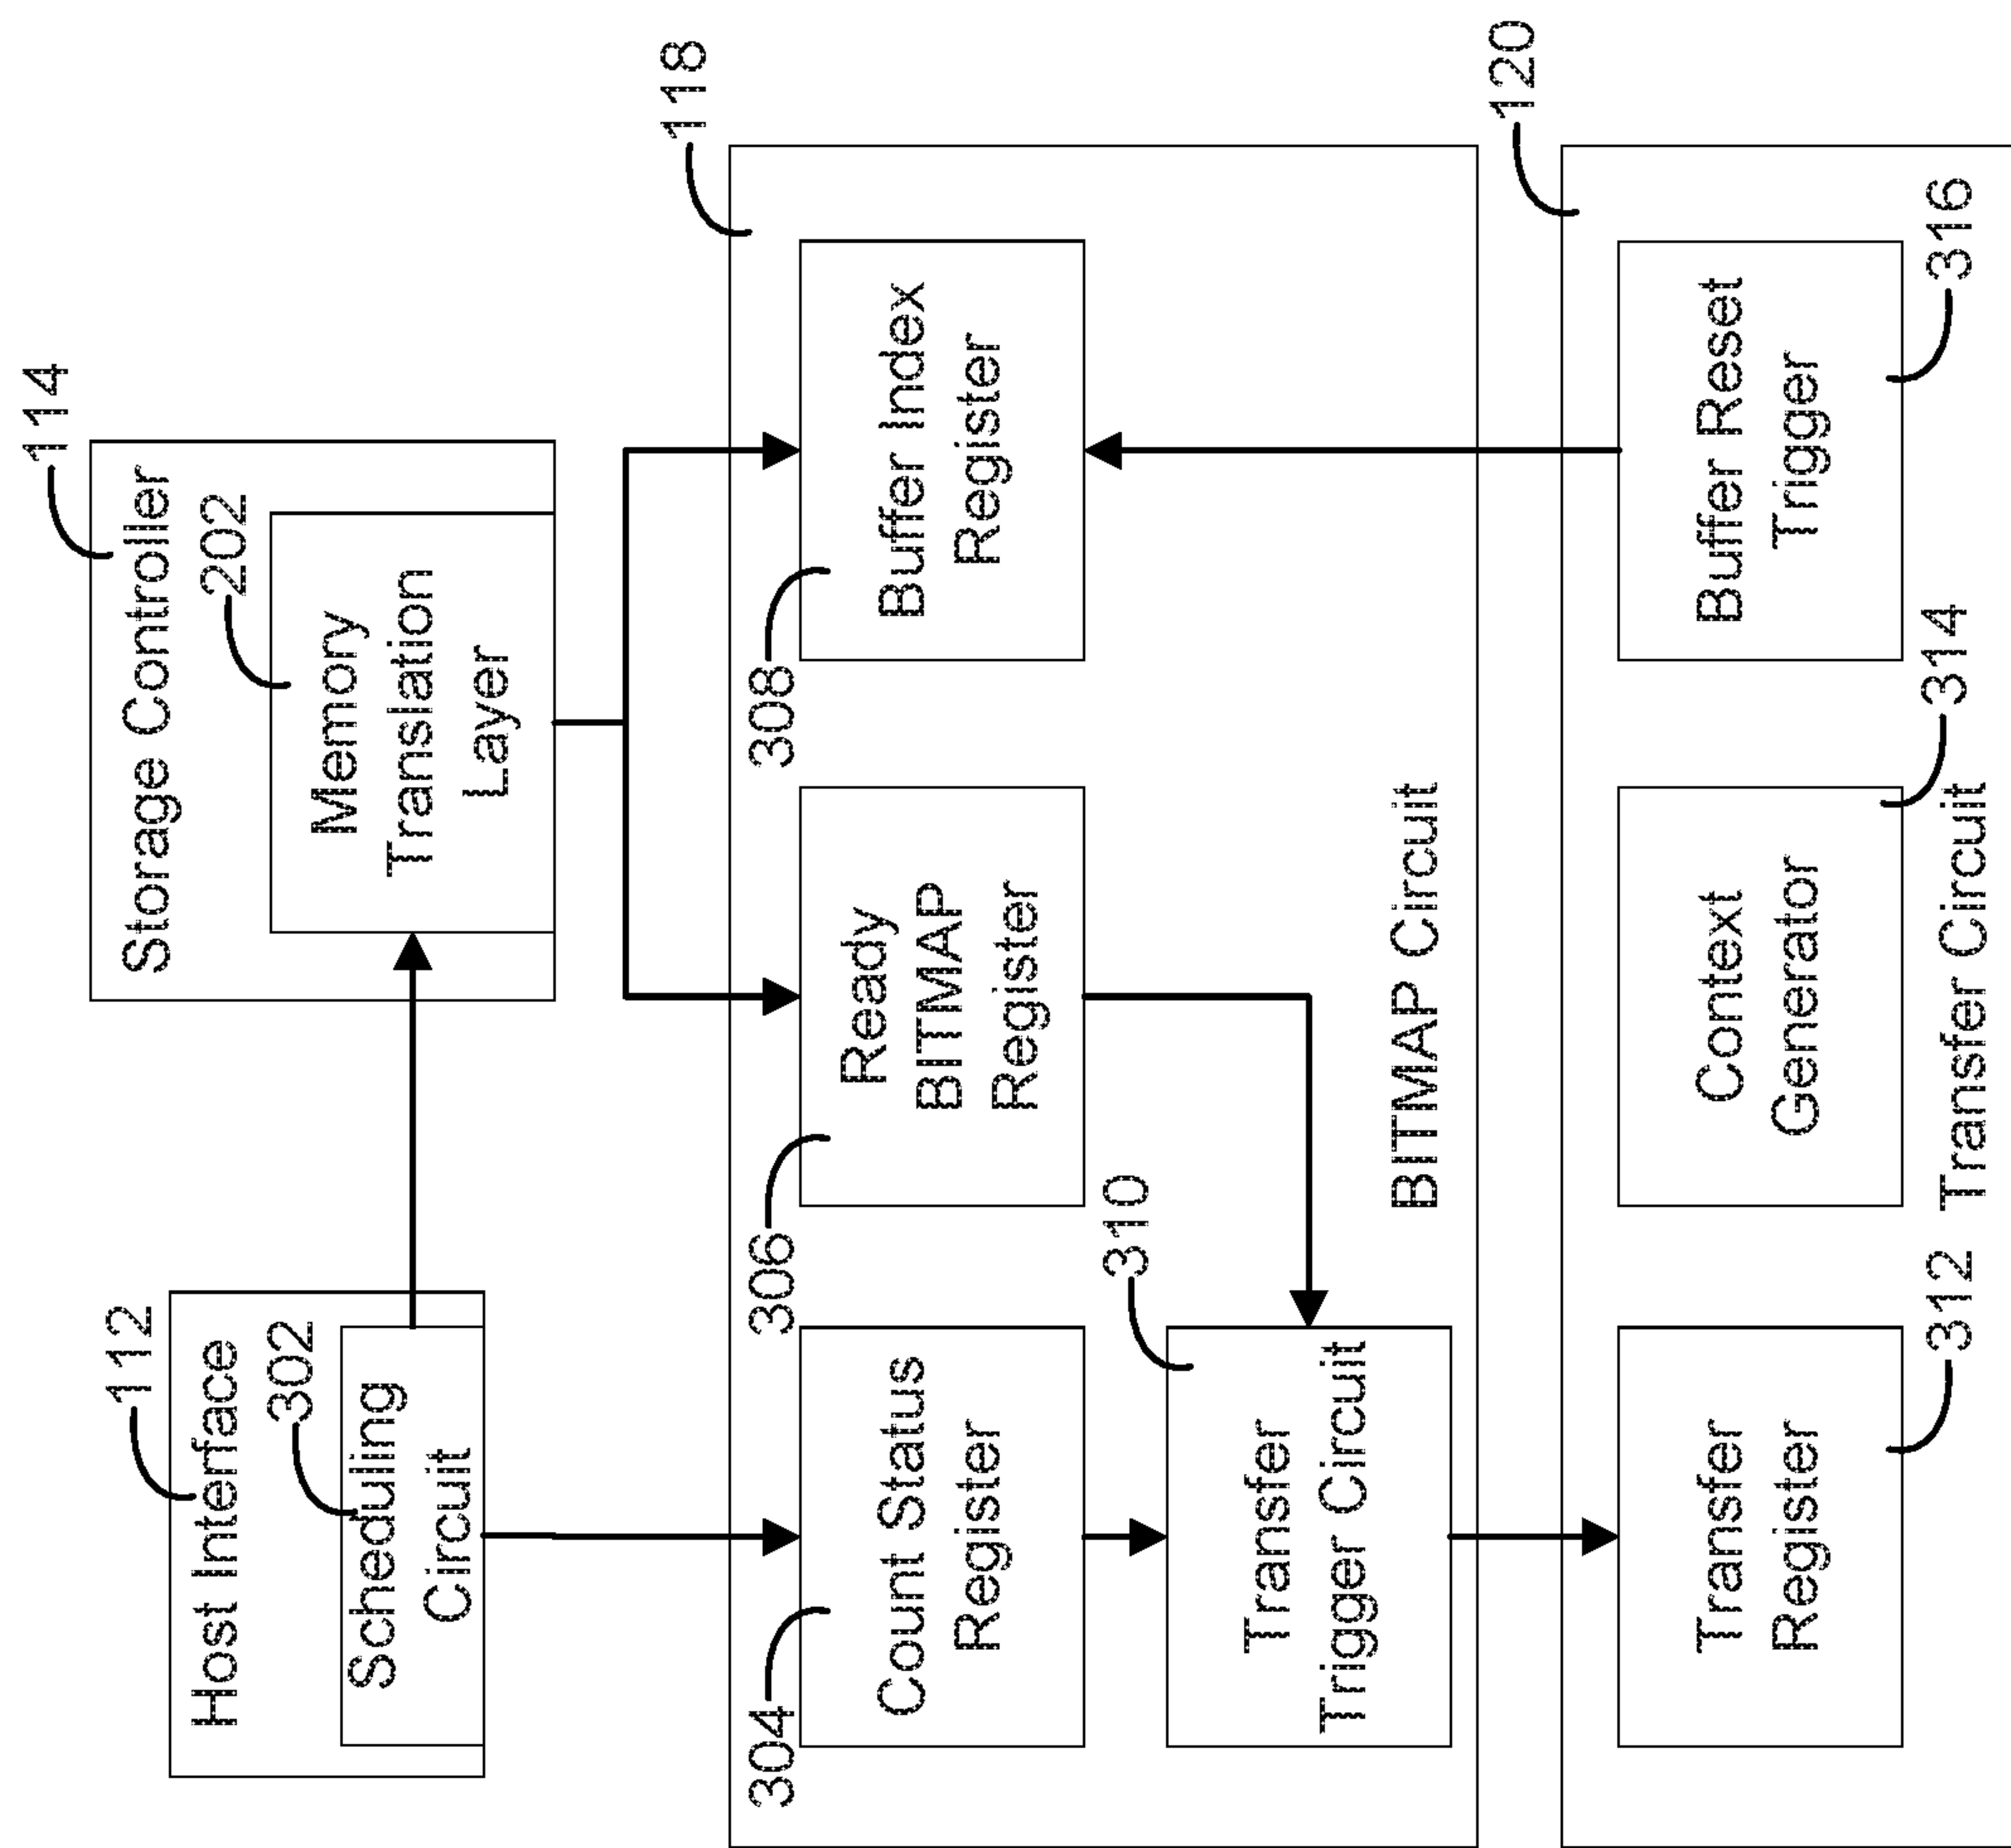 112
Host Interface
302
Scheduling
Circuit
114
Storage Controller
202
Memory
Translation
Layer
118
304
Count Status
Register
306
Ready
BITMAP
Register
308
Buffer Index
Register
310
Transfer
Trigger Circuit
BITMAP Circuit
120
Transfer
Register
312
Context
Generator
314
Buffer Reset
Trigger
316
Transfer Circuit